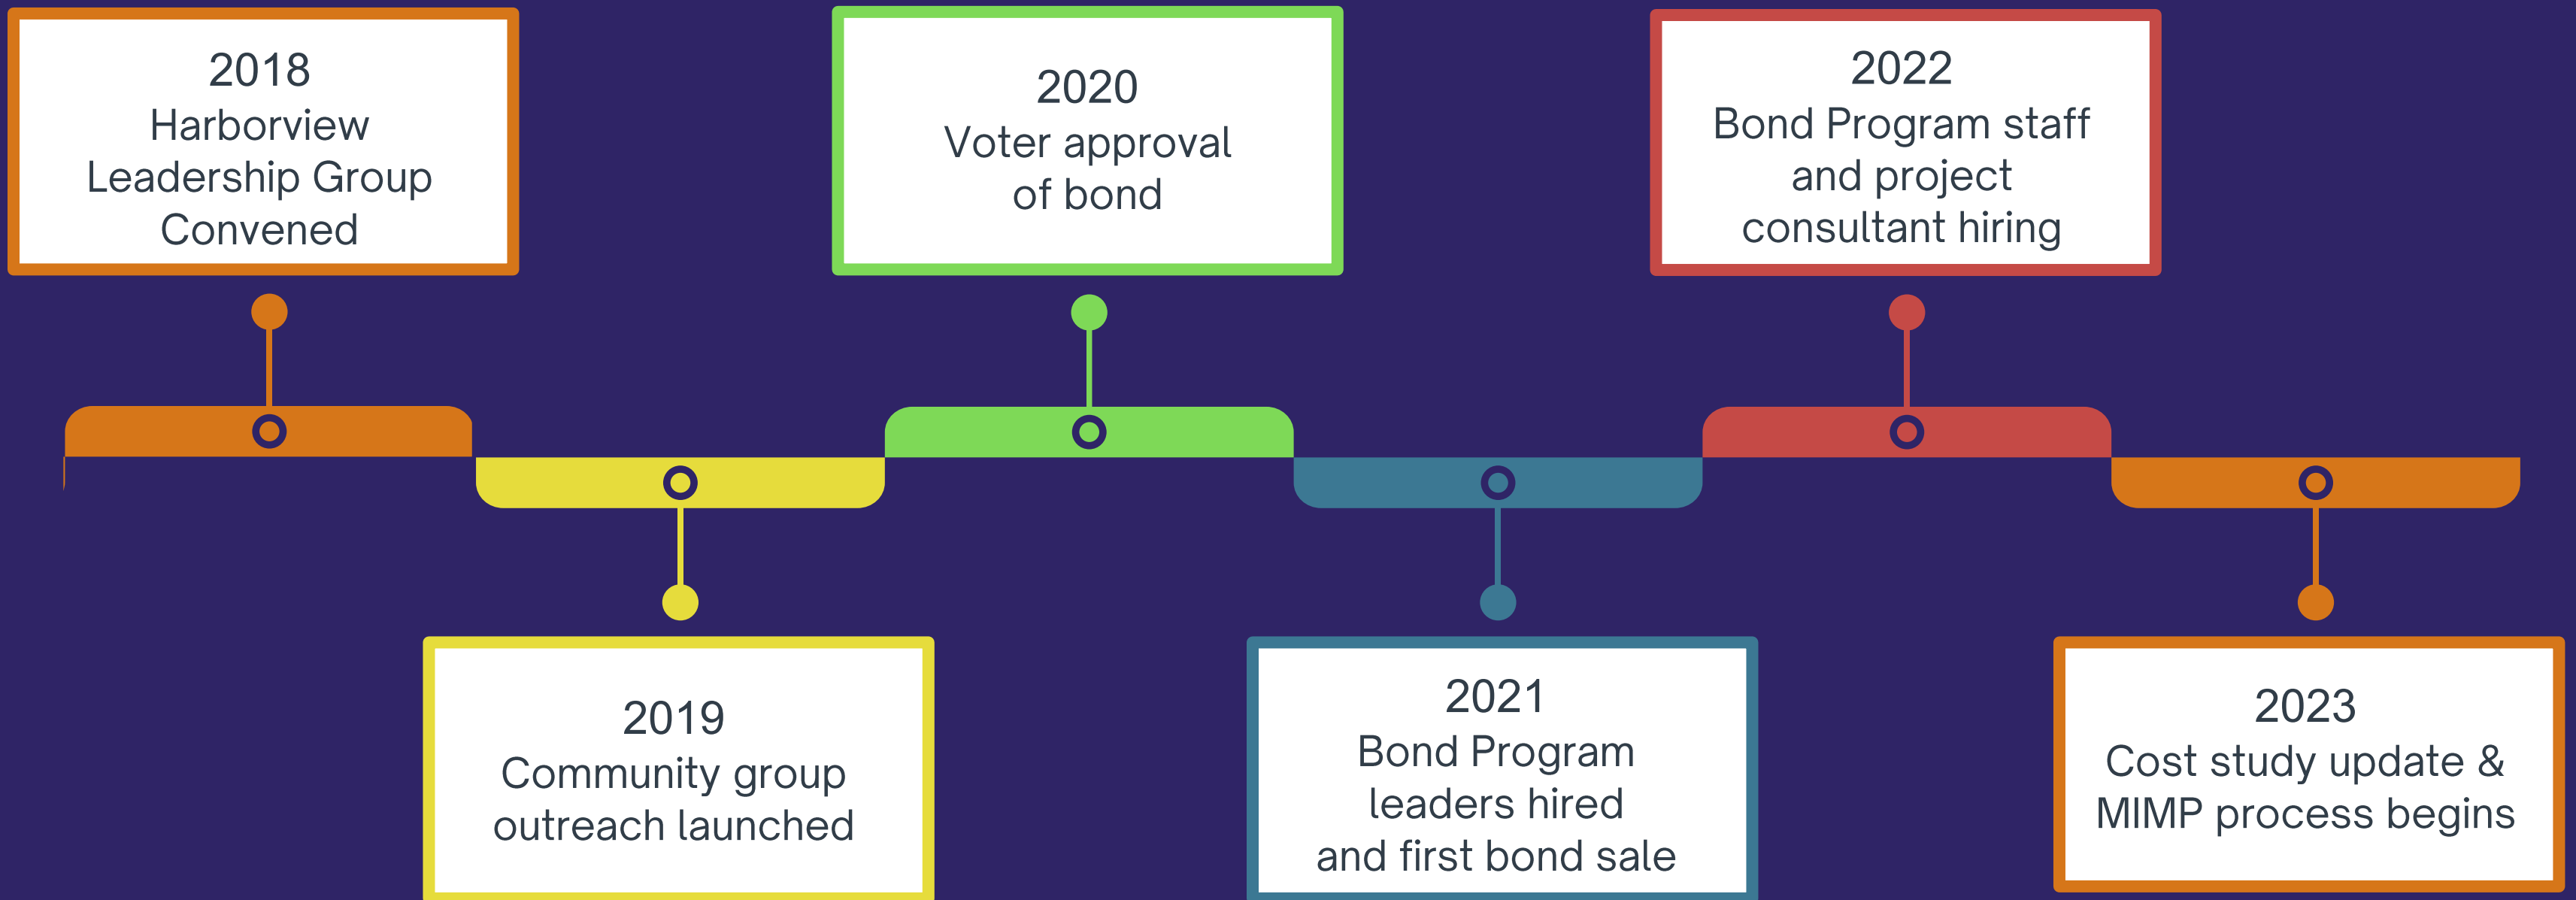 2018
Harborview
Leadership Group
Convened
2019
Community group
outreach launched
2020
Voter approval
of bond
2021
Bond Program
leaders hired
and first bond sale
2022
Bond Program staff
and project
consultant hiring
2023
Cost study update &
MIMP process begins